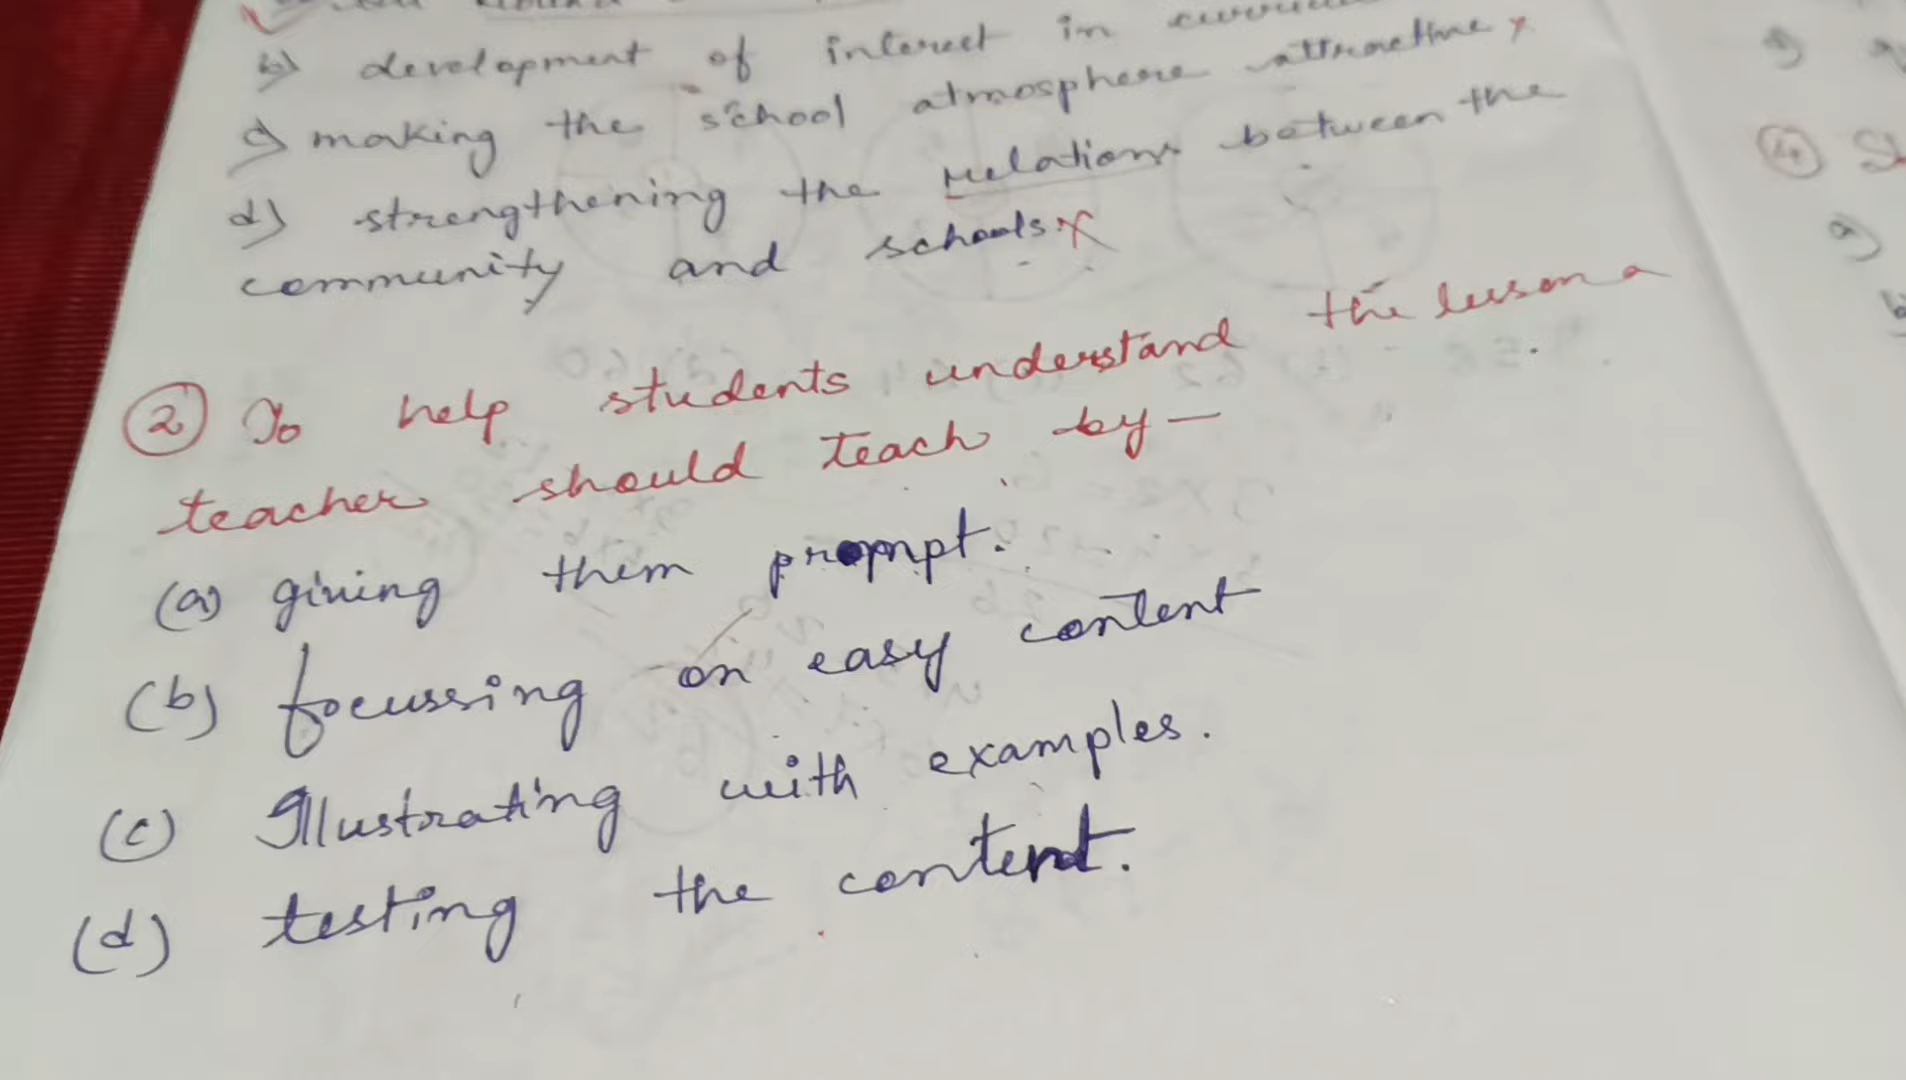 b) development of interest in
c) making the school atmosphere attractive x
d) strengthening the relations between the
community and schools. x
② To help students understand the lesson a
teacher should teach by —
(a) giving them prompt.
(b) focussing on easy content
(c) Illustrating with examples.
(d) testing the content.
④
a)
b